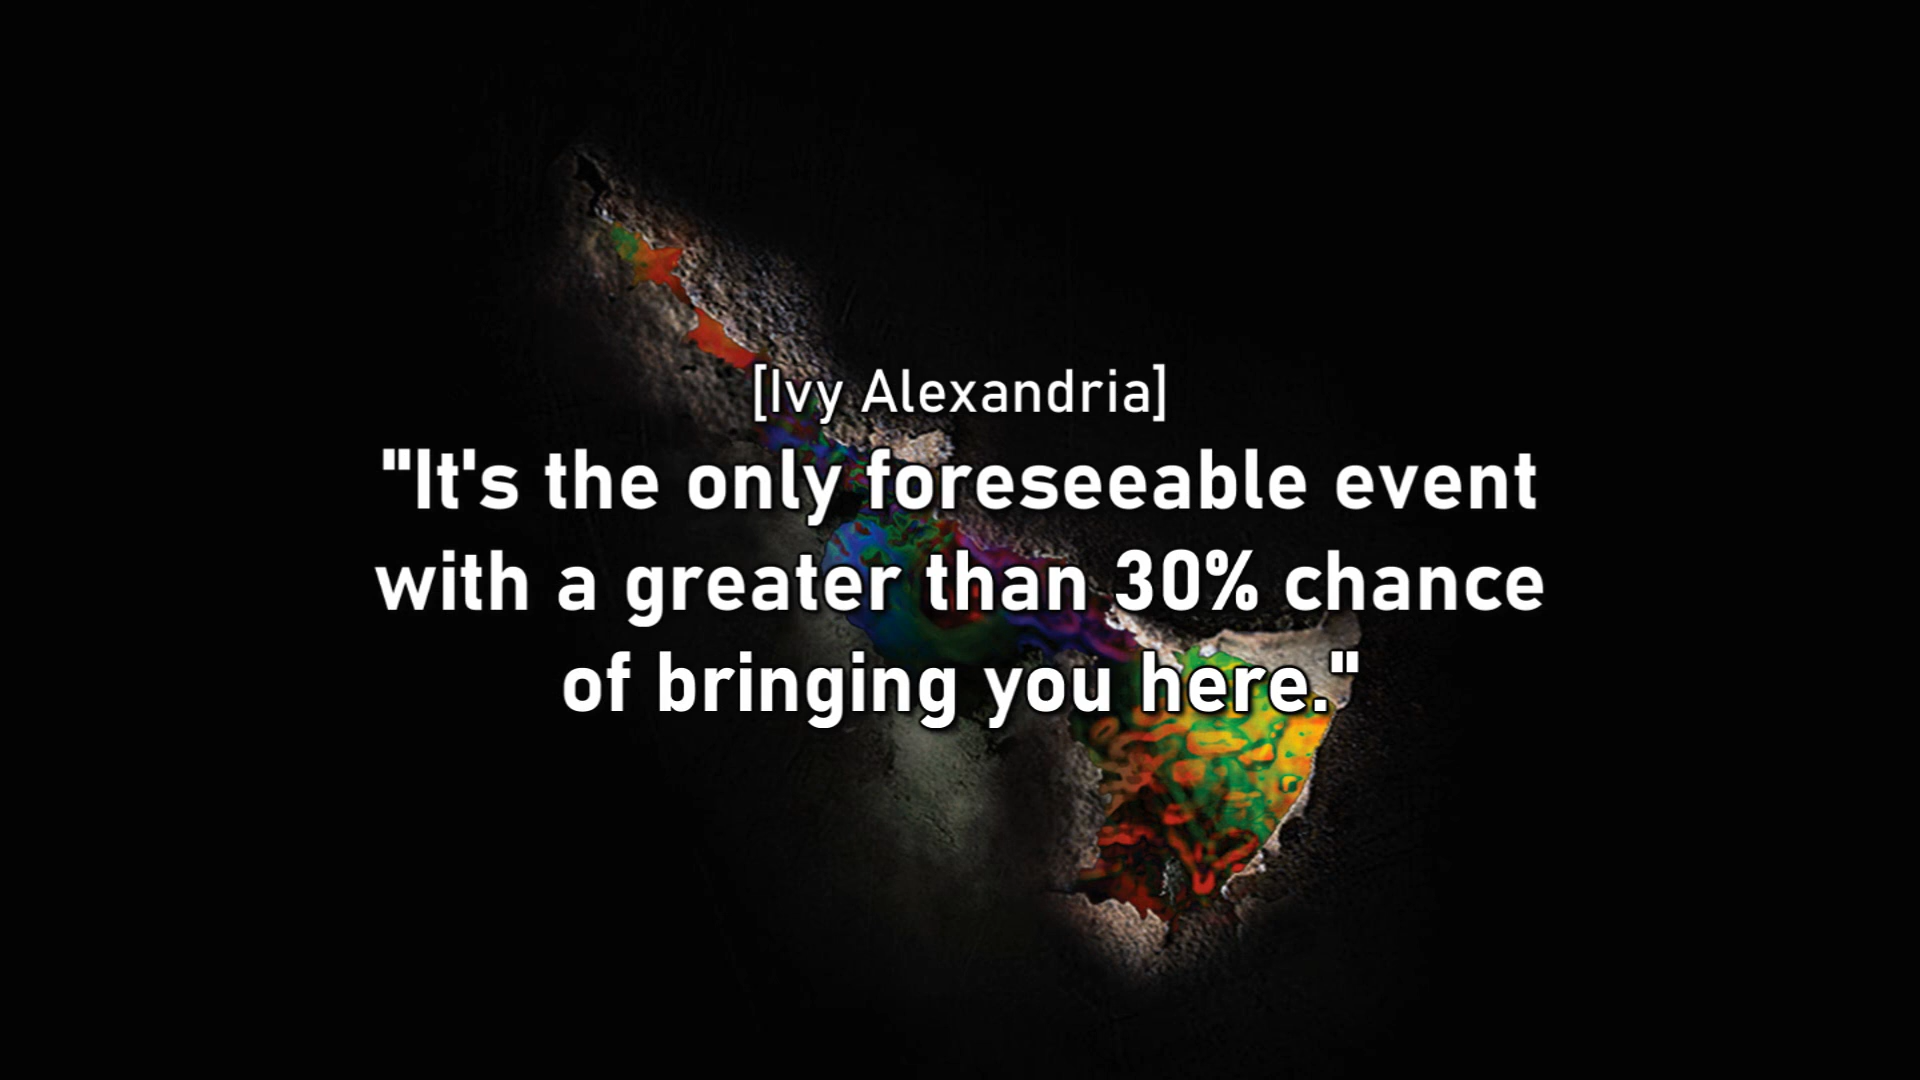 [Ivy Alexandria]
"It's the only foreseeable event
with a greater than 30% chance
of bringing you here."